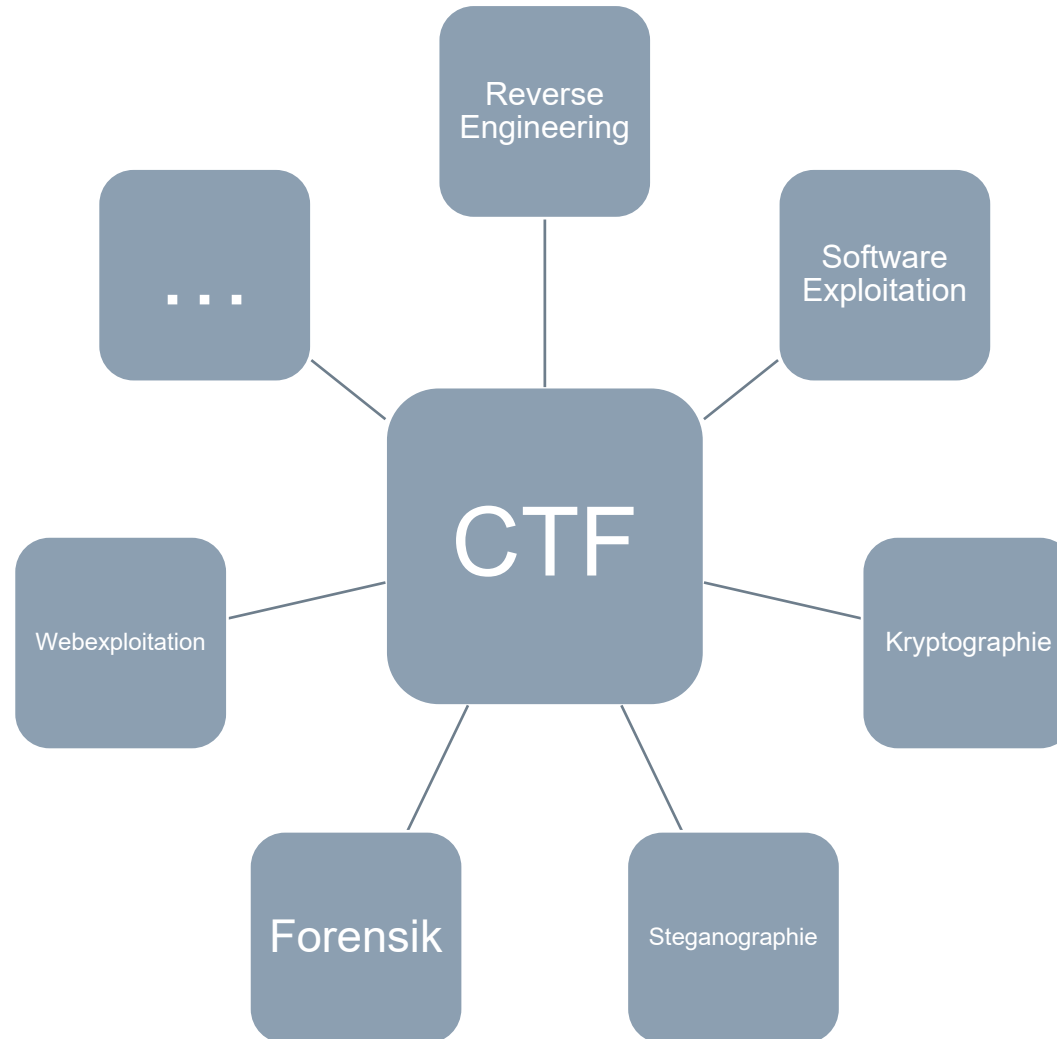 Reverse
Engineering
Software
Exploitation
...
CTF
Webexploitation
Kryptographie
Forensik
Steganographie